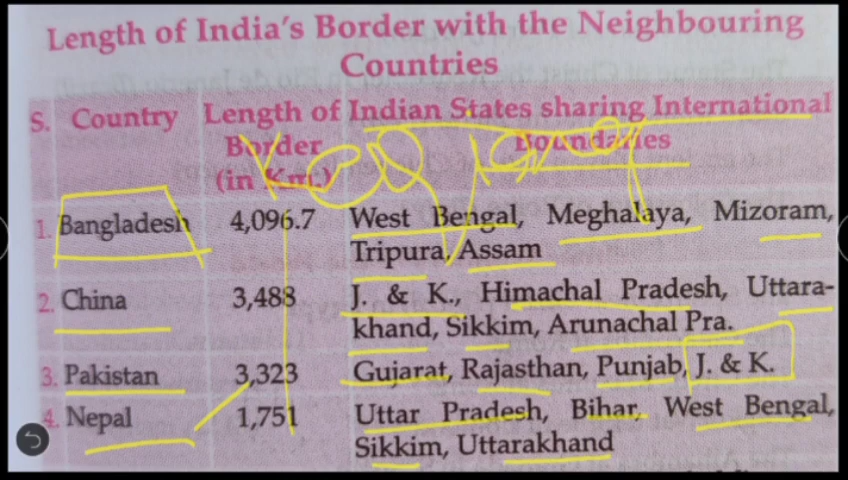 Length of India's Border with the Neighbouring
Countries
S. Country Length of Indian States sharing International
Border Boundaries
(in Km.)
1. Bangladesh 4,096.7 West Bengal, Meghalaya, Mizoram,
Tripura, Assam
2. China 3,488 J. & K., Himachal Pradesh, Uttara-
khand, Sikkim, Arunachal Pra.
3. Pakistan 3,323 Gujarat, Rajasthan, Punjab, J. & K.
4. Nepal 1,751 Uttar Pradesh, Bihar, West Bengal,
Sikkim, Uttarakhand